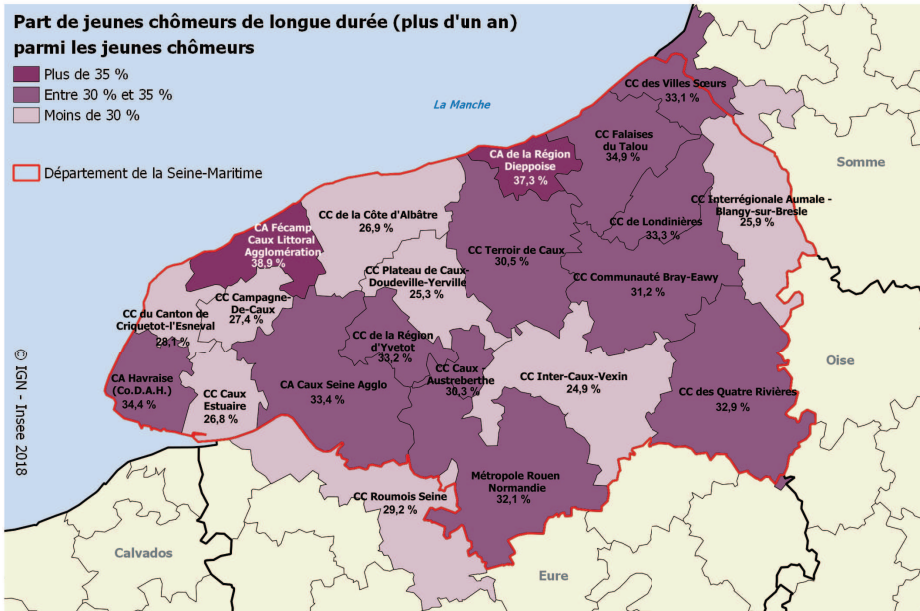 Part de jeunes chômeurs de longue durée (plus d'un an)
parmi les jeunes chômeurs
Plus de 35 %
Entre 30 % et 35 %
Moins de 30 %
Département de la Seine-Maritime
La Manche
CC des Villes Sœurs
33,1 %
CC Falaises
du Talou
34,9 %
CA de la Région
Dieppoise
37,3 %
Somme
CC Interrégionale Aumale -
Blangy-sur-Bresle
25,9 %
CC de la Côte d'Albâtre
26,9 %
CC de Londinières
33,3 %
CA Fécamp
Caux Littoral
Agglomération
38,9 %
CC Terroir de Caux
30,5 %
CC Plateau de Caux-
Doudeville-Yerville
25,3 %
CC Communauté Bray-Eawy
31,2 %
CC Campagne-
De-Caux
27,4 %
CC du Canton de
Criquetot-l'Esneval
28,1 %
CC de la Région
d'Yvetot
33,2 %
Oise
CA Havraise
(Co.D.A.H.)
34,4 %
CC Caux
Estuaire
26,8 %
CA Caux Seine Agglo
33,4 %
CC Caux -
Austreberthe
30,3 %
CC Inter-Caux-Vexin
24,9 %
CC des Quatre Rivières
32,9 %
Métropole Rouen
Normandie
32,1 %
CC Roumois Seine
29,2 %
Calvados
Eure
© IGN - Insee 2018